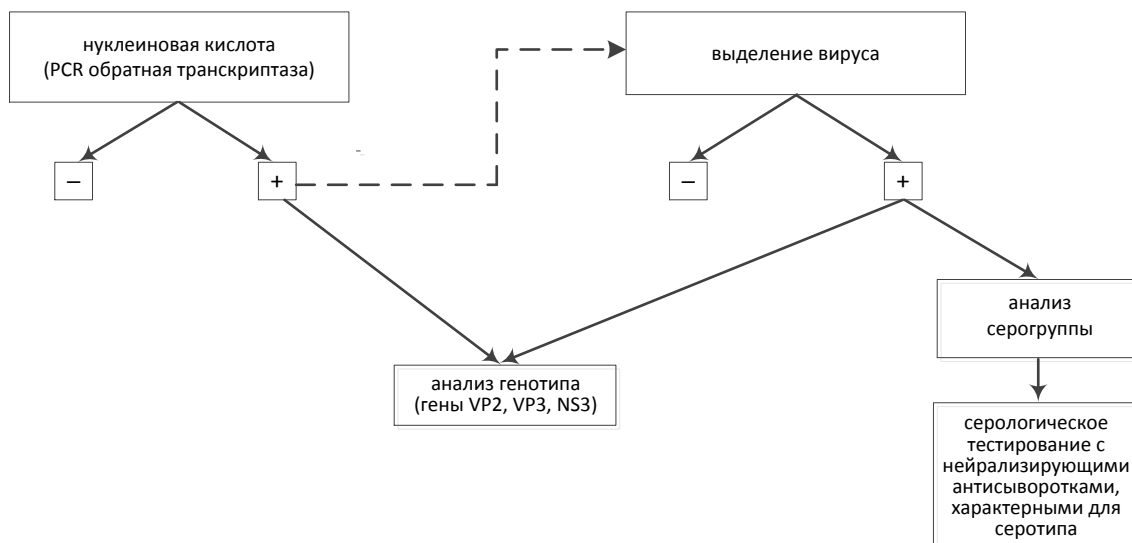 нуклеиновая кислота
(PCR обратная транскриптаза)
выделение вируса
–
+
–
+
анализ
серогруппы
анализ генотипа
(гены VP2, VP3, NS3)
серологическое
тестирование с
нейрализирующими
антисыворотками,
характерными для
серотипа